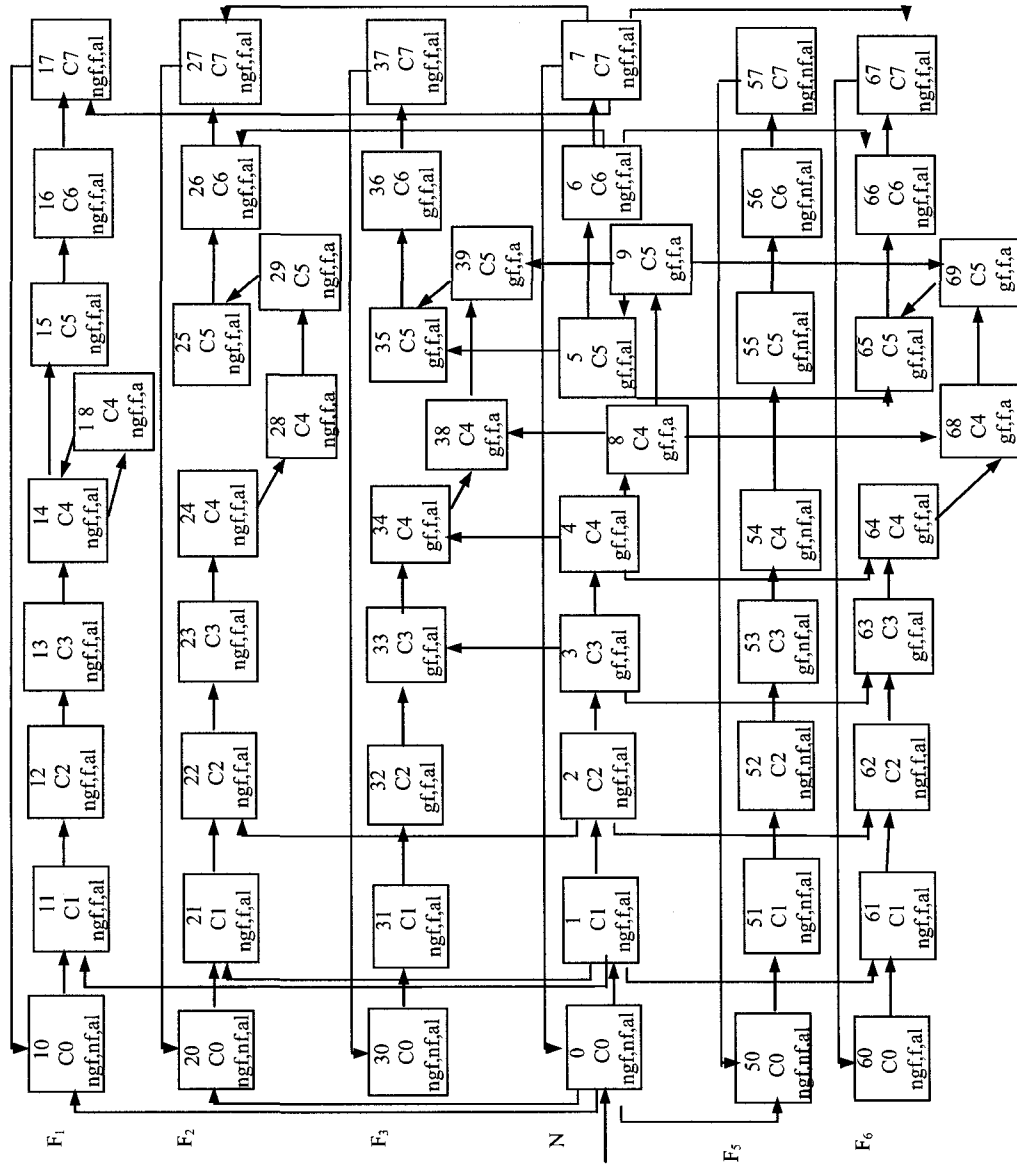 F1
10
C0
ngf,nf,al
11
C1
ngf,f,al
12
C2
ngf,f,al
13
C3
ngf,f,al
14
C4
ngf,f,al
18
C4
ngf,f,a
15
C5
ngf,f,al
16
C6
ngf,f,al
17
C7
ngf,f,al
F2
20
C0
ngf,nf,al
21
C1
ngf,f,al
22
C2
ngf,f,al
23
C3
ngf,f,al
24
C4
ngf,f,al
28
C4
ngf,f,a
25
C5
ngf,f,al
29
C5
ngf,f,a
26
C6
ngf,f,al
27
C7
ngf,f,al
F3
30
C0
ngf,nf,al
31
C1
ngf,f,al
32
C2
gf,f,al
33
C3
gf,f,al
34
C4
gf,f,al
38
C4
gf,f,a
35
C5
gf,f,al
39
C5
gf,f,a
36
C6
gf,f,al
37
C7
ngf,f,al
N
0
C0
ngf,nf,al
1
C1
ngf,f,al
2
C2
ngf,f,al
3
C3
gf,f,al
4
C4
gf,f,al
8
C4
gf,f,a
5
C5
gf,f,al
9
C5
gf,f,a
6
C6
ngf,f,al
7
C7
ngf,f,al
F5
50
C0
ngf,nf,al
51
C1
ngf,nf,al
52
C2
ngf,nf,al
53
C3
gf,nf,al
54
C4
gf,nf,al
55
C5
gf,nf,al
56
C6
ngf,nf,al
57
C7
ngf,nf,al
F6
60
C0
ngf,f,al
61
C1
ngf,f,al
62
C2
ngf,f,al
63
C3
gf,f,al
64
C4
gf,f,al
68
C4
gf,f,a
65
C5
gf,f,al
69
C5
gf,f,a
66
C6
ngf,f,al
67
C7
ngf,f,al